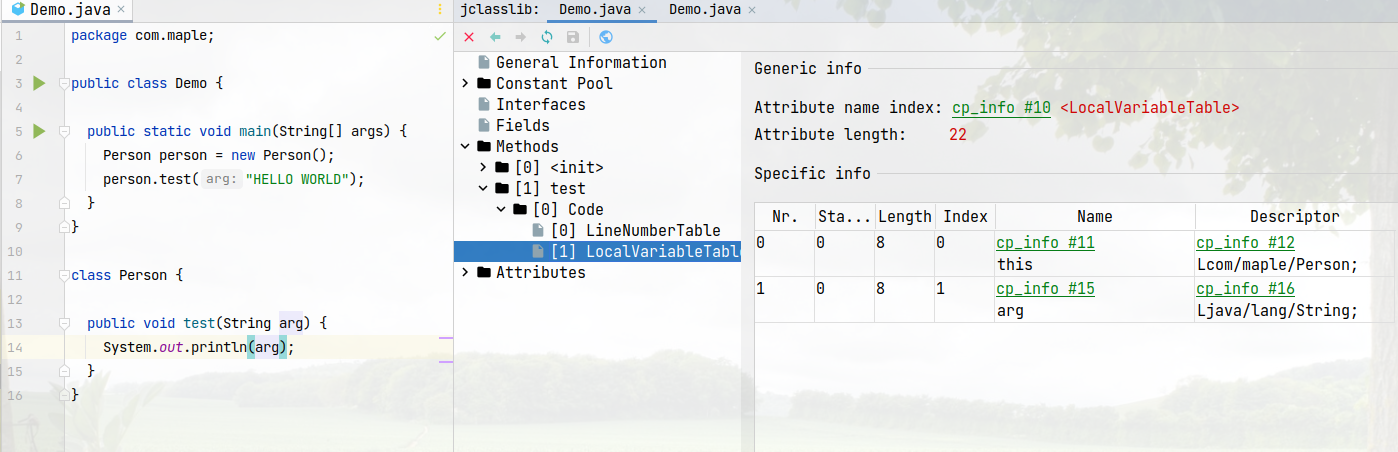 Demo.java
1 package com.maple;
2
3 public class Demo {
4
5 public static void main(String[] args) {
6 Person person = new Person();
7 person.test( arg: "HELLO WORLD");
8 }
9 }
10
11 class Person {
12
13 public void test(String arg) {
14 System.out.println(arg);
15 }
16 }
jclasslib: Demo.java Demo.java
General Information
Constant Pool
Interfaces
Fields
Methods
[0] <init>
[1] test
[0] Code
[0] LineNumberTable
[1] LocalVariableTable
Attributes
Generic info
Attribute name index: cp_info #10 <LocalVariableTable>
Attribute length: 22
Specific info
Nr. Sta... Length Index Name Descriptor
0 0 8 0 cp_info #11 cp_info #12
this Lcom/maple/Person;
1 0 8 1 cp_info #15 cp_info #16
arg Ljava/lang/String;